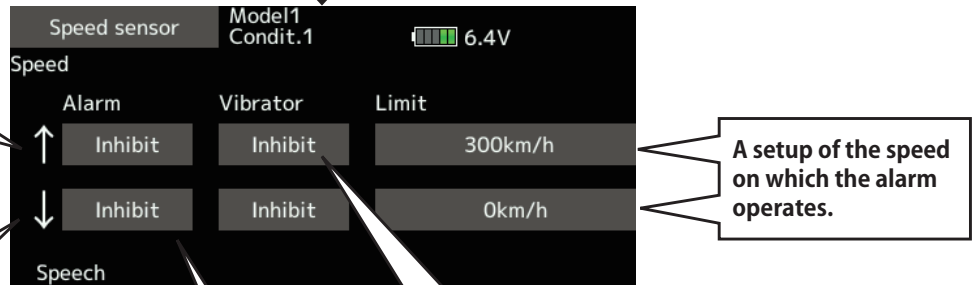 Speed sensor
Model1
Condit.1
6.4V
Speed
Alarm Vibrator Limit
↑ Inhibit Inhibit 300km/h
↓ Inhibit Inhibit 0km/h
Speech
A setup of the speed
on which the alarm
operates.